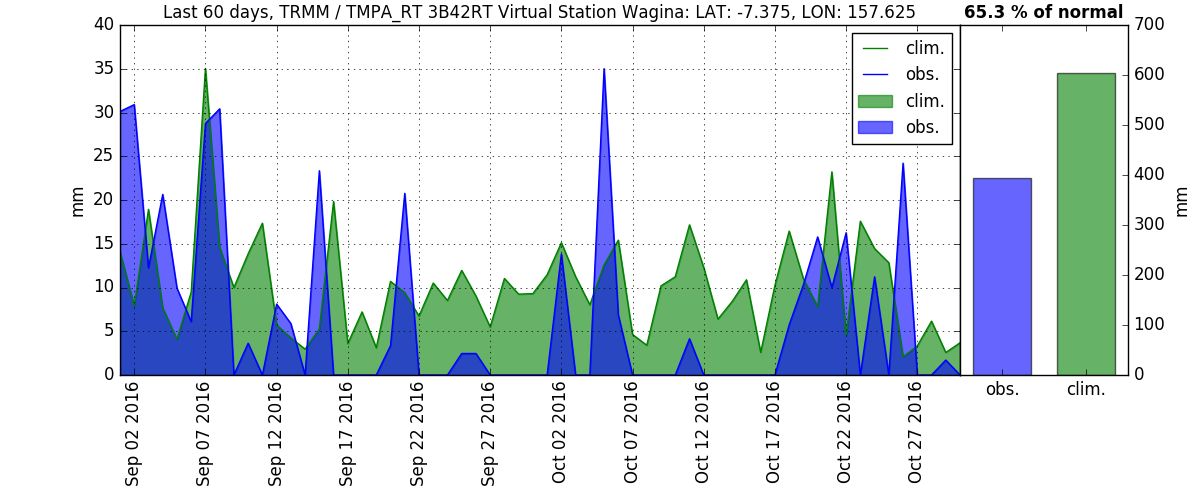 Last 60 days, TRMM / TMPA_RT 3B42RT Virtual Station Wagina: LAT: -7.375, LON: 157.625
65.3 % of normal
40
35
30
25
20
15
10
5
0
mm
clim.
obs.
clim.
obs.
Sep 02 2016
Sep 07 2016
Sep 12 2016
Sep 17 2016
Sep 22 2016
Sep 27 2016
Oct 02 2016
Oct 07 2016
Oct 12 2016
Oct 17 2016
Oct 22 2016
Oct 27 2016
obs.
clim.
700
600
500
400
300
200
100
0
mm